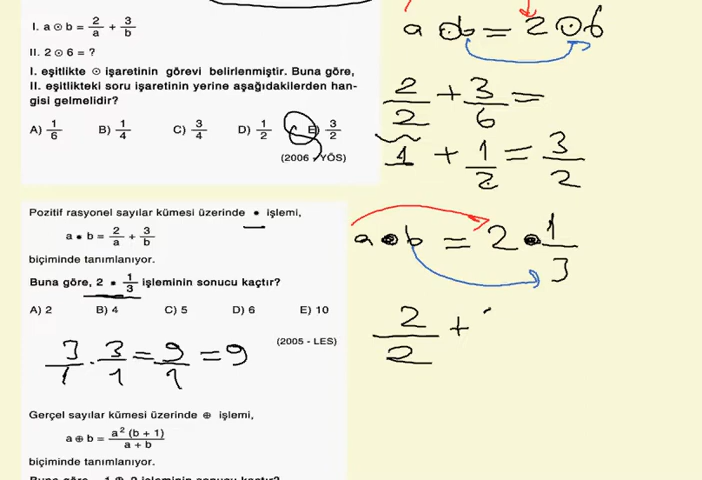 I. a ⊙ b = 2/a + 3/b
II. 2 ⊙ 6 = ?
I. eşitlikte ⊙ işaretinin görevi belirlenmiştir. Buna göre,
II. eşitlikteki soru işaretinin yerine aşağıdakilerden han-
gisi gelmelidir?
A) 1/6 B) 1/4 C) 3/4 D) 1/2 E) 3/2
(2006 - YÖS)
a ⊙ b = 2 ⊙ 6
2/2 + 3/6 =
1 + 1/2 = 3/2
Pozitif rasyonel sayılar kümesi üzerinde • işlemi,
a • b = 2/a + 3/b
biçiminde tanımlanıyor.
Buna göre, 2 • 1/3 işleminin sonucu kaçtır?
A) 2 B) 4 C) 5 D) 6 E) 10
(2005 - LES)
3/1 . 3/1 = 9/1 = 9
a • b = 2 • 1/3
2/2 +
Gerçel sayılar kümesi üzerinde ⊕ işlemi,
a ⊕ b = a² (b + 1)/a + b
biçiminde tanımlanıyor.